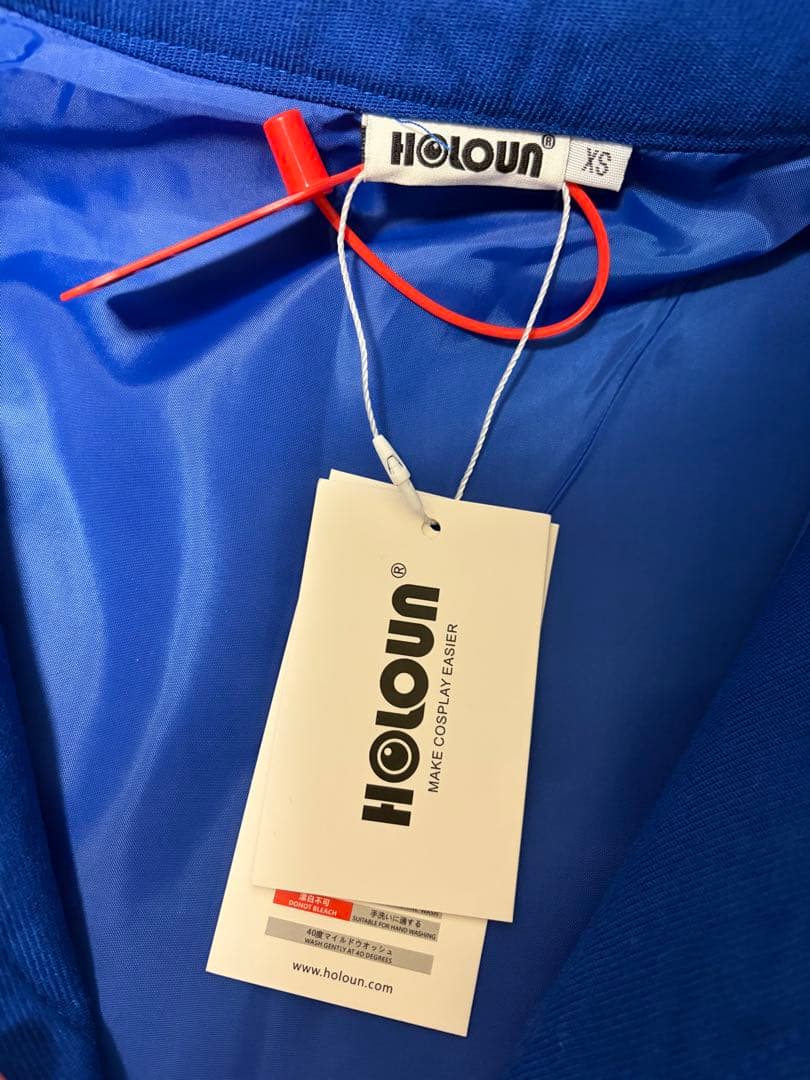 HOLOUN®
XS
HOLOUN®
MAKE COSPLAY EASIER
漂白不可
DONOT BLEACH
WASH
手洗いに適する
SUITABLE FOR HAND WASHING
40度マイルドウオッシュ
WASH GENTLY AT 40 DEGREES
www.holoun.com